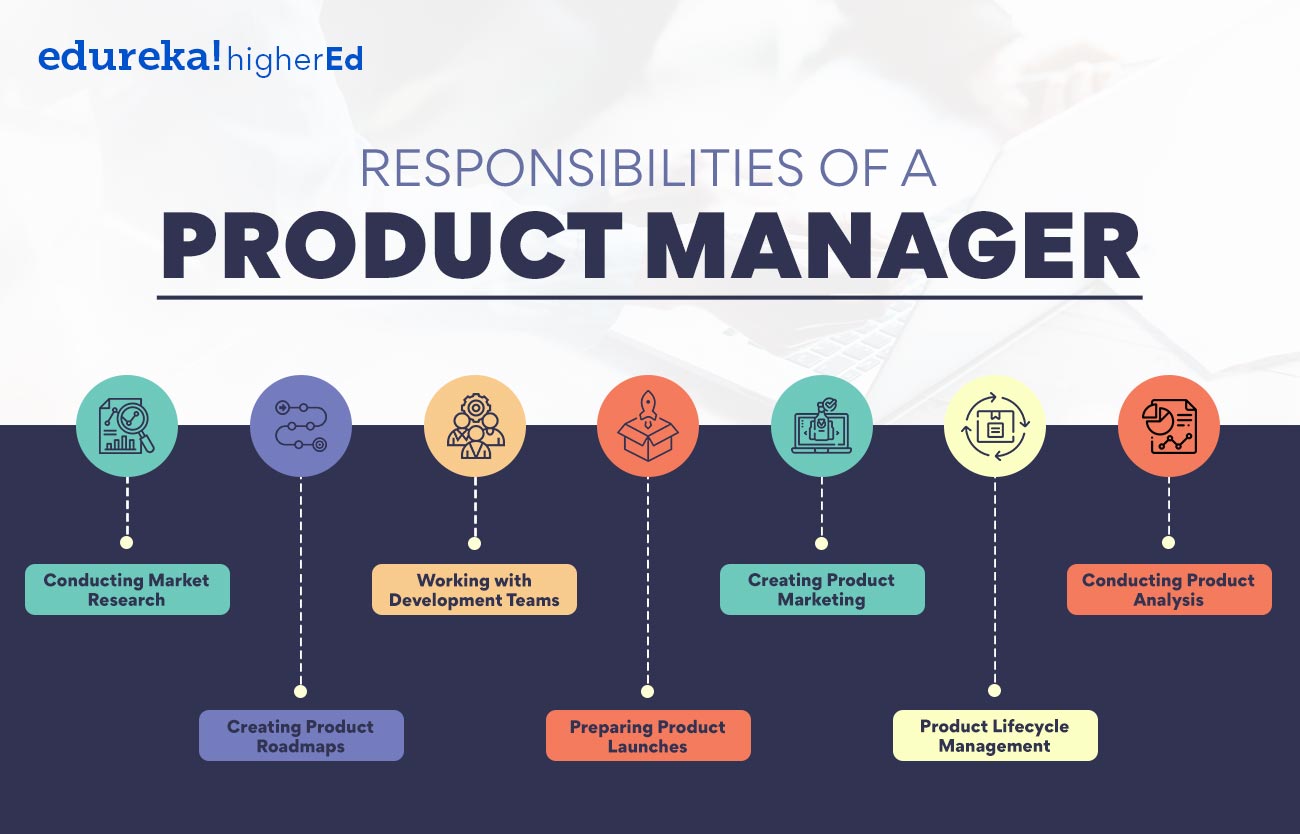 edureka! higherEd
RESPONSIBILITIES OF A
PRODUCT MANAGER
Conducting Market
Research
Creating Product
Roadmaps
Working with
Development Teams
Preparing Product
Launches
Creating Product
Marketing
Product Lifecycle
Management
Conducting Product
Analysis